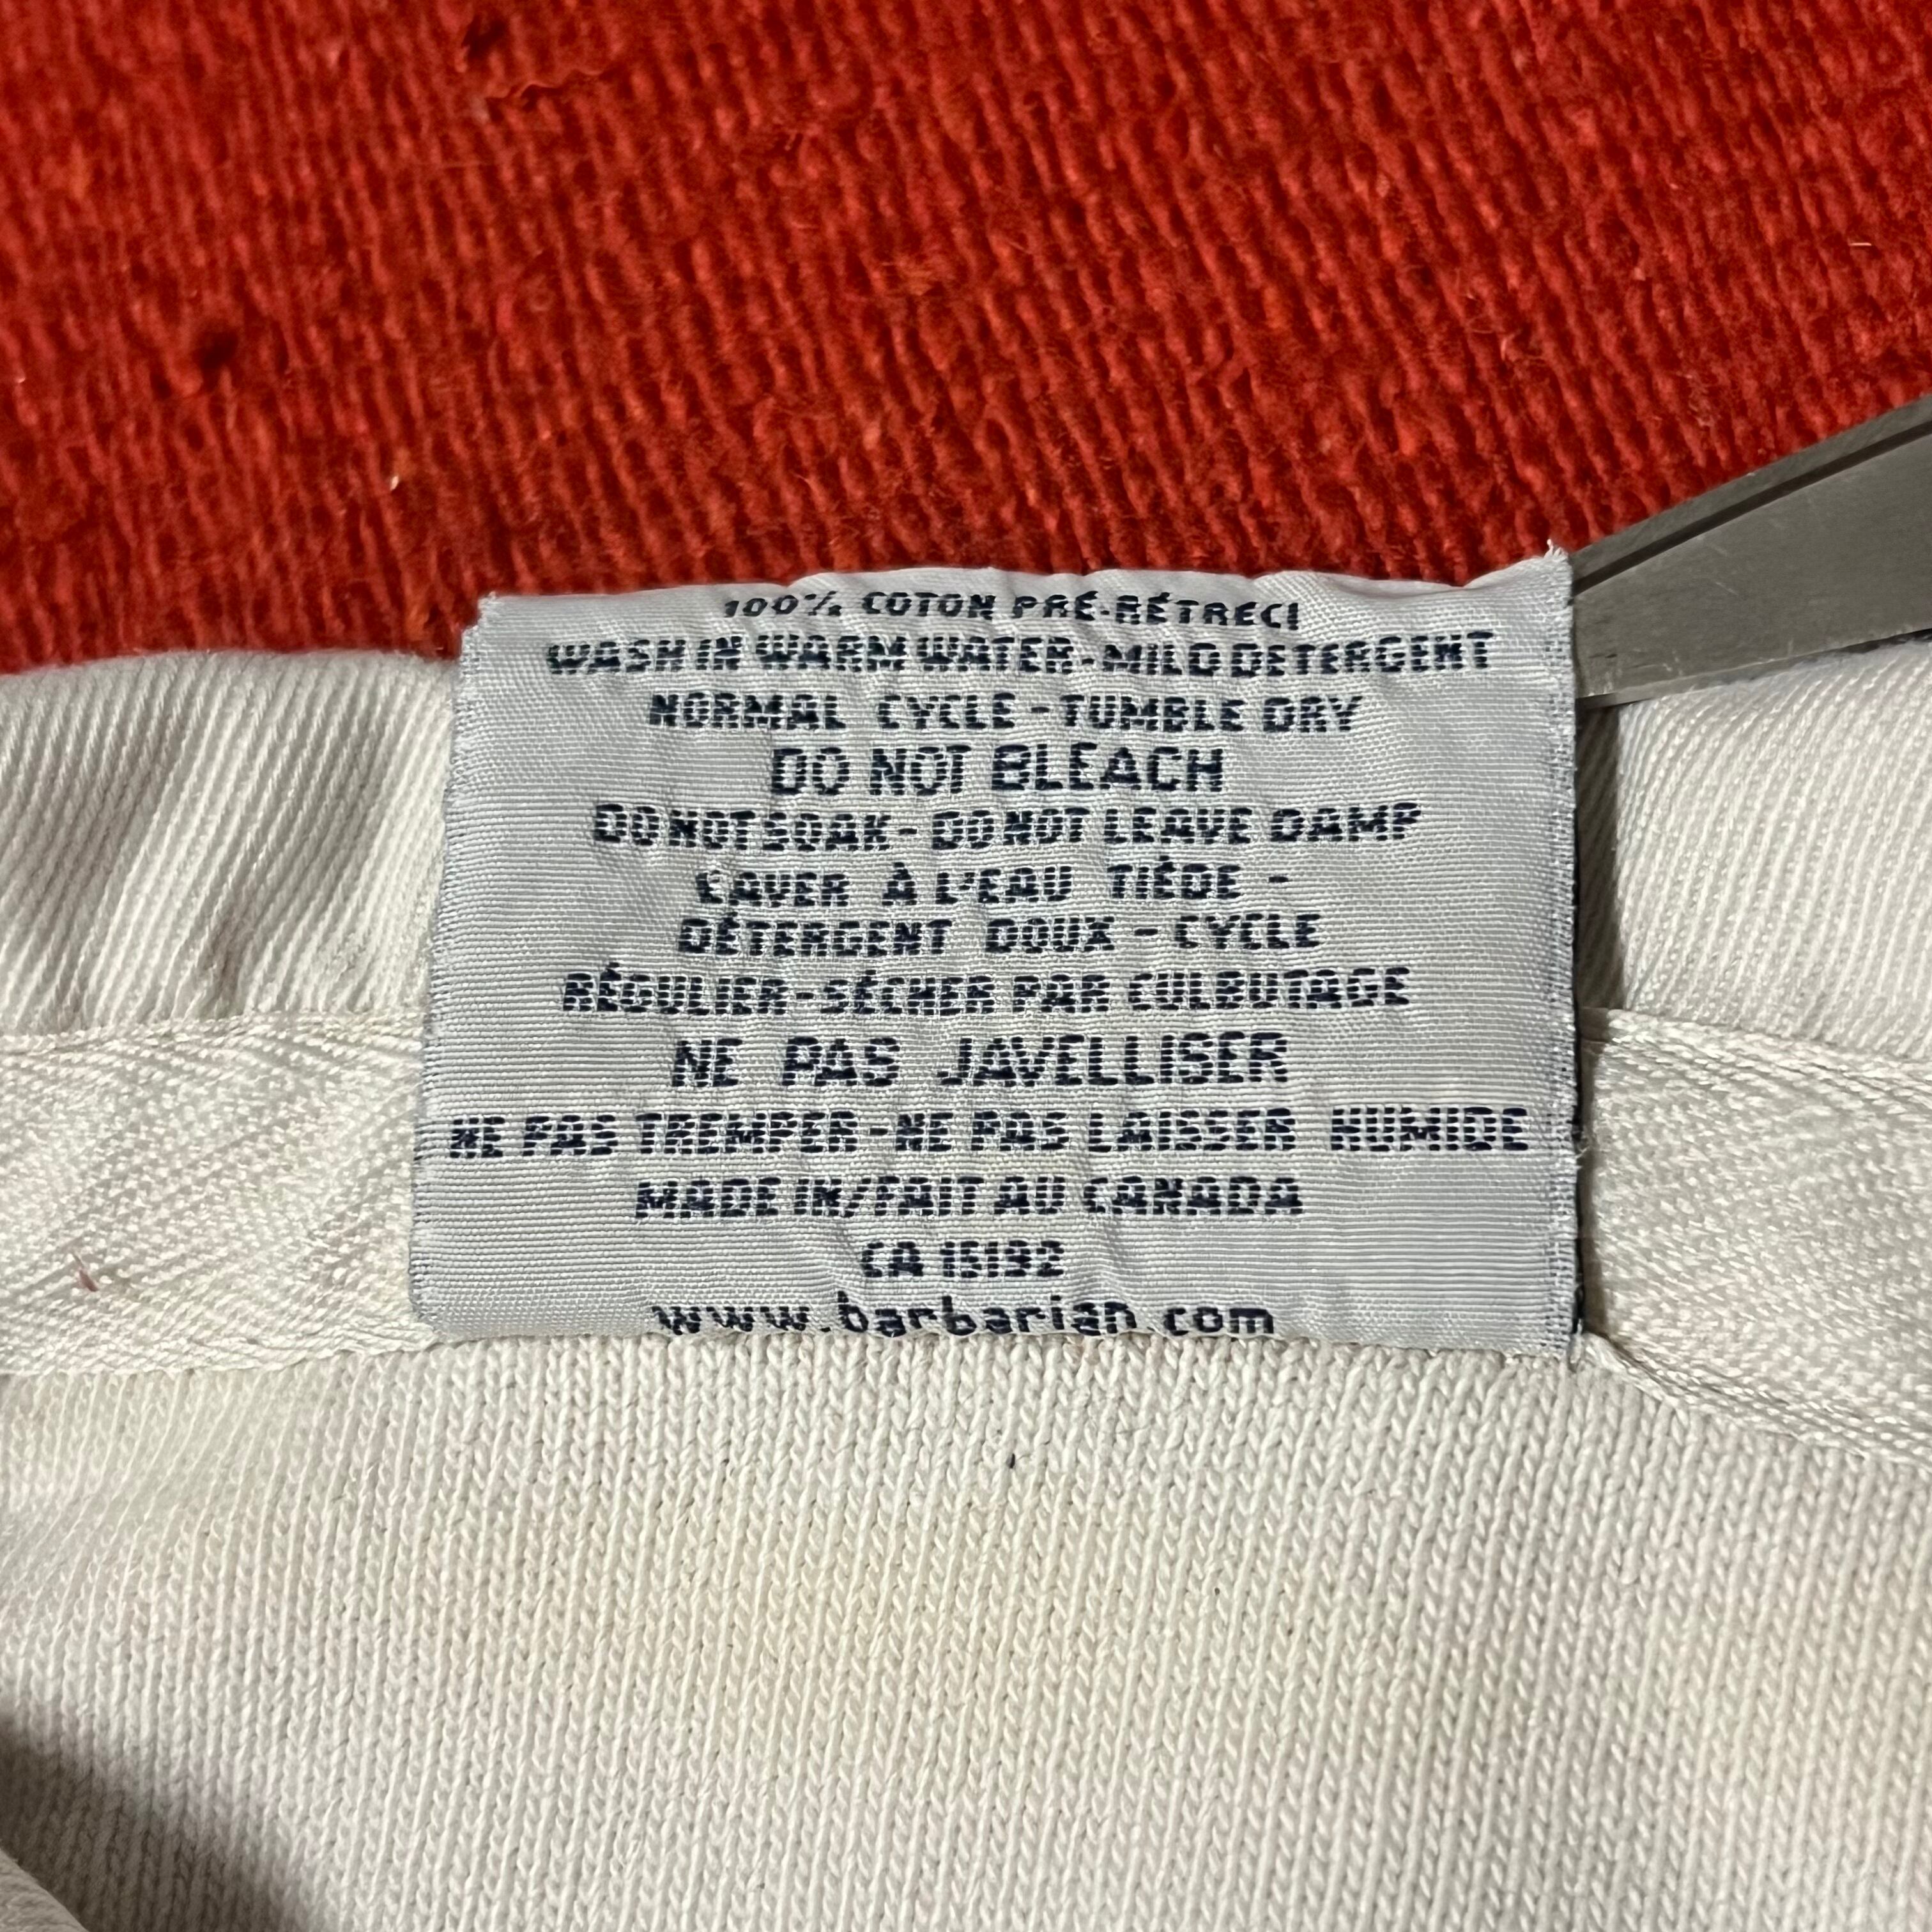 100% COTON PRÉ-RÉTRÉCI
WASH IN WARM WATER-MILD DETERGENT
NORMAL CYCLE-TUMBLE DRY
DO NOT BLEACH
DO NOT SOAK-DO NOT LEAVE DAMP
LAVER À L'EAU TIÉDE -
DÉTERGENT DOUX - CYCLE
RÉGULIER-SÉCHER PAR CULBUTAGE
NE PAS JAVELLISER
NE PAS TREMPER-NE PAS LAISSER HUMIDE
MADE IN/FAIT AU CANADA
CA 15192
www.barbarian.com